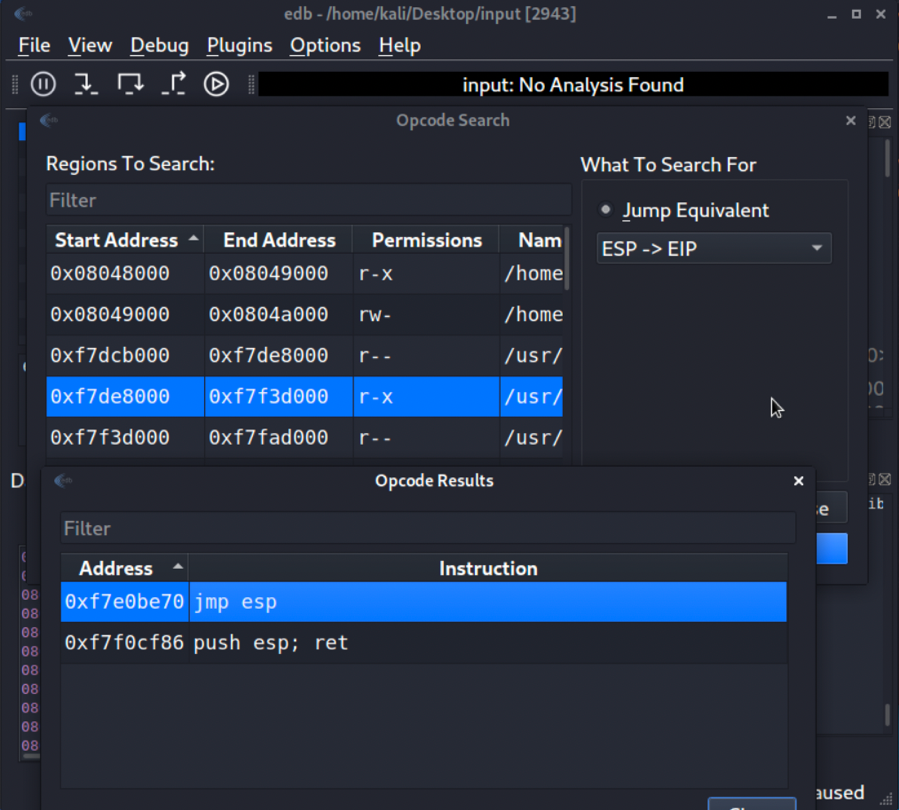 edb - /home/kali/Desktop/input [2943]
File View Debug Plugins Options Help
input: No Analysis Found
Opcode Search
Regions To Search:
What To Search For
Filter
Jump Equivalent
Start Address End Address Permissions Nam
ESP -> EIP
0x08048000 0x08049000 r-x /home
0x08049000 0x0804a000 rw- /home
0xf7dcb000 0xf7de8000 r-- /usr/
0xf7de8000 0xf7f3d000 r-x /usr/
0xf7f3d000 0xf7fad000 r-- /usr/
D
Opcode Results
Filter
Address Instruction
0xf7e0be70 jmp esp
0xf7f0cf86 push esp; ret
08
08
08
08
08
08
08
08
08
aused